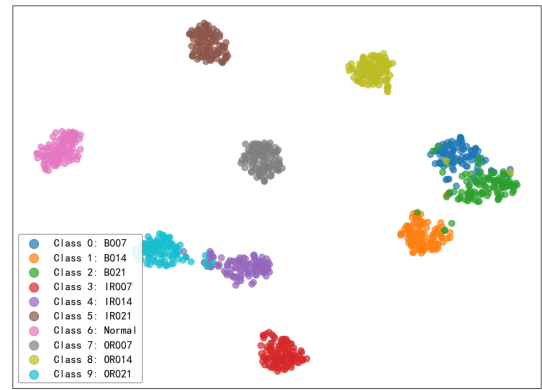 Class 0: B007
Class 1: B014
Class 2: B021
Class 3: IR007
Class 4: IR014
Class 5: IR021
Class 6: Normal
Class 7: OR007
Class 8: OR014
Class 9: OR021